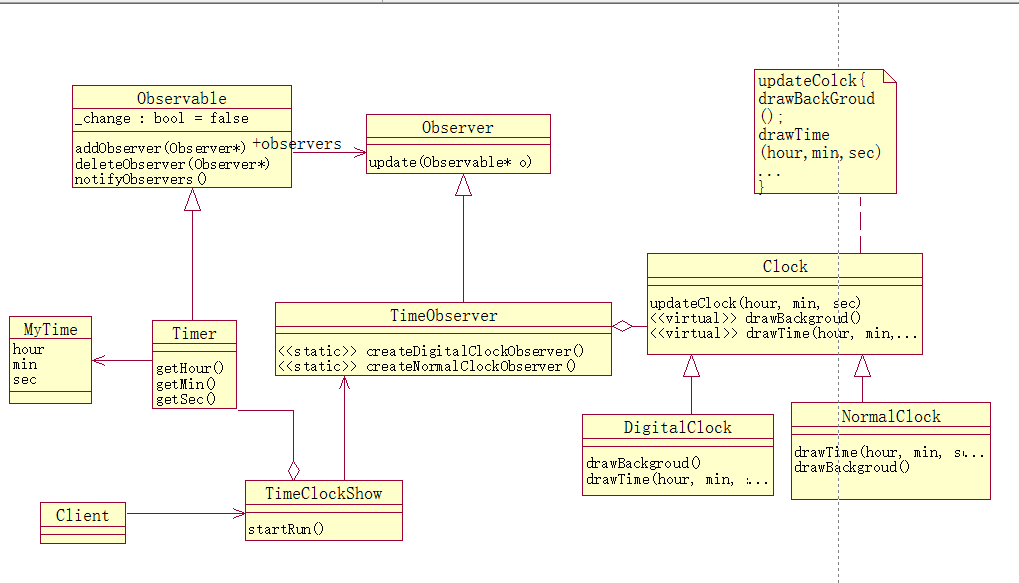 Observable
_change : bool = false
addObserver(Observer*)
deleteObserver(Observer*)
notifyObservers()
+observers
Observer
update(Observable* o)
updateColck{
drawBackGroud
();
drawTime
(hour,min,sec)
...
}
Clock
updateClock(hour, min, sec)
<<virtual>> drawBackgroud()
<<virtual>> drawTime(hour, min,...
TimeObserver
<<static>> createDigitalClockObserver()
<<static>> createNormalClockObserver()
MyTime
hour
min
sec
Timer
getHour()
getMin()
getSec()
DigitalClock
drawBackgroud()
drawTime(hour, min, ...
NormalClock
drawTime(hour, min, s...
drawBackgroud()
TimeClockShow
startRun()
Client